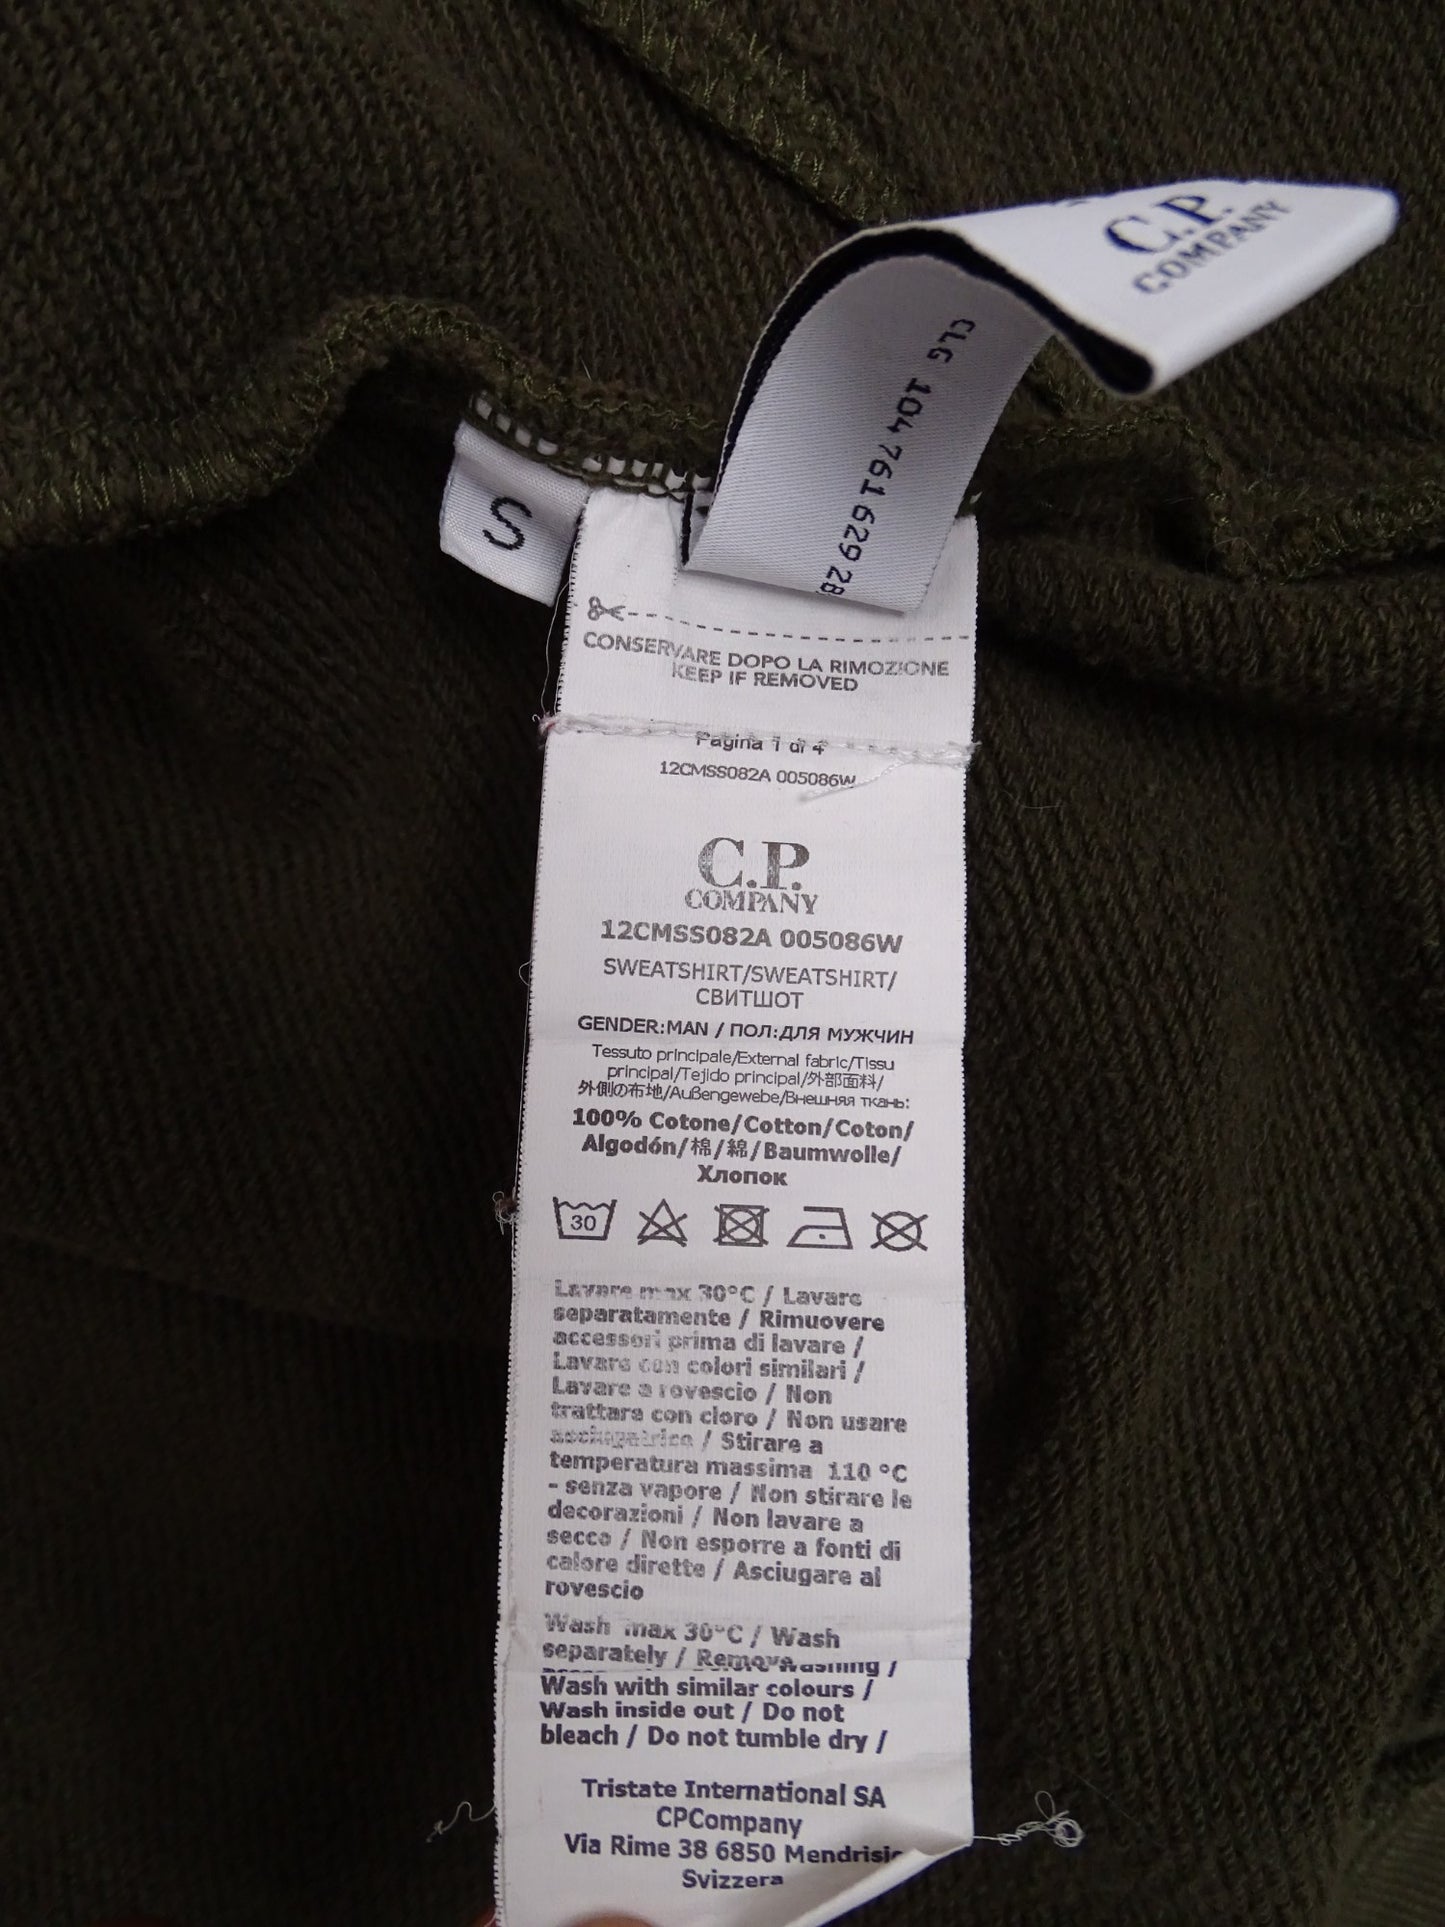 C.P.
COMPANY
CLG 104 761 629 28
S
CONSERVARE DOPO LA RIMOZIONE
KEEP IF REMOVED
Pagina 1 di 4
12CMSS082A 005086W
C.P.
COMPANY
12CMSS082A 005086W
SWEATSHIRT/SWEATSHIRT/
СВИТШОТ
GENDER:MAN / ПОЛ:ДЛЯ МУЖЧИН
Tessuto principale/External fabric/Tissu
principal/Tejido principal/外部面料/
外側の布地/Außengewebe/Внешняя ткань:
100% Cotone/Cotton/Coton/
Algodón/棉/綿/Baumwolle/
Хлопок
30
Lavare max 30°C / Lavare
separatamente / Rimuovere
accessori prima di lavare /
Lavare con colori similari /
Lavare a rovescio / Non
trattare con cloro / Non usare
asciugatrice / Stirare a
temperatura massima 110 °C
- senza vapore / Non stirare le
decorazioni / Non lavare a
secco / Non esporre a fonti di
calore dirette / Asciugare al
rovescio
Wash max 30°C / Wash
separately / Remove
washing /
Wash with similar colours /
Wash inside out / Do not
bleach / Do not tumble dry /
Tristate International SA
CPCompany
Via Rime 38 6850 Mendrisio
Svizzera